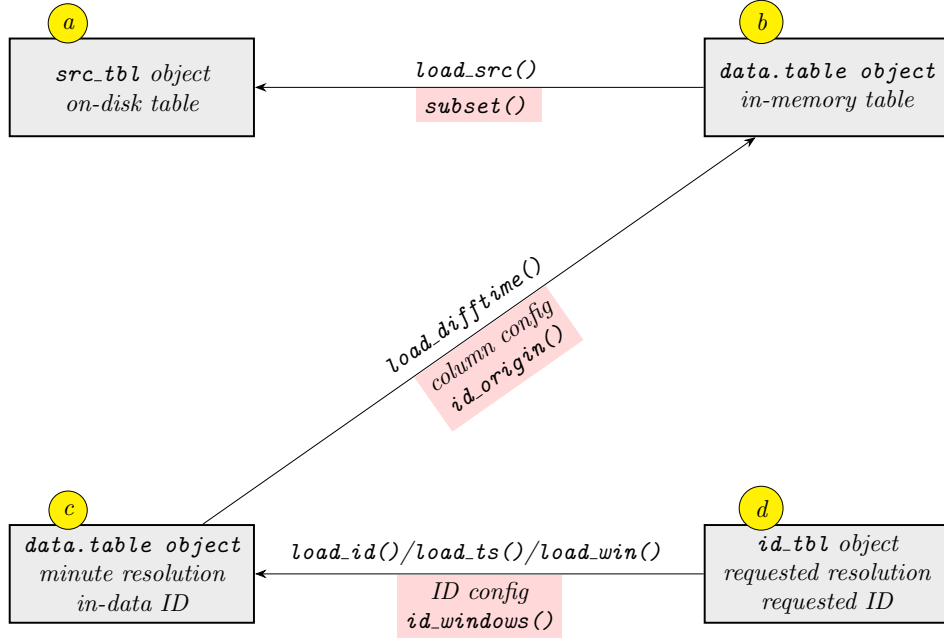 a
src_tbl object
on-disk table
load_src()
subset()
b
data.table object
in-memory table
load_difftime()
column config
id_origin()
c
data.table object
minute resolution
in-data ID
load_id()/load_ts()/load_win()
ID config
id_windows()
d
id_tbl object
requested resolution
requested ID